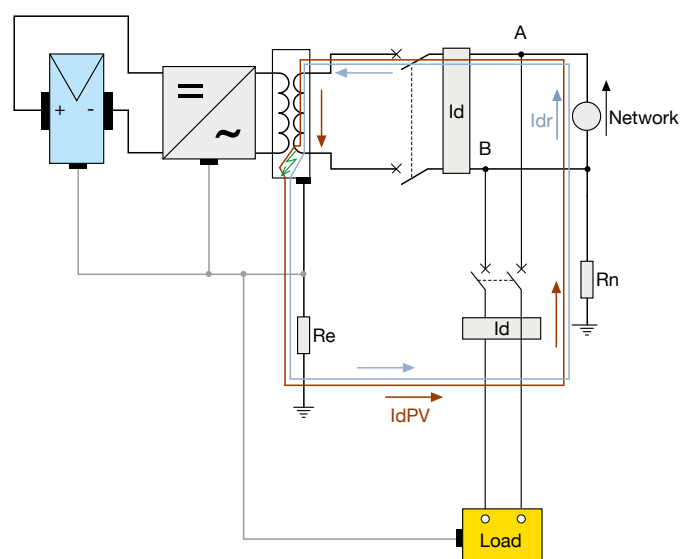 A
+
-
=
~
Id
Idr
Network
B
Rn
Id
Re
IdPV
Load